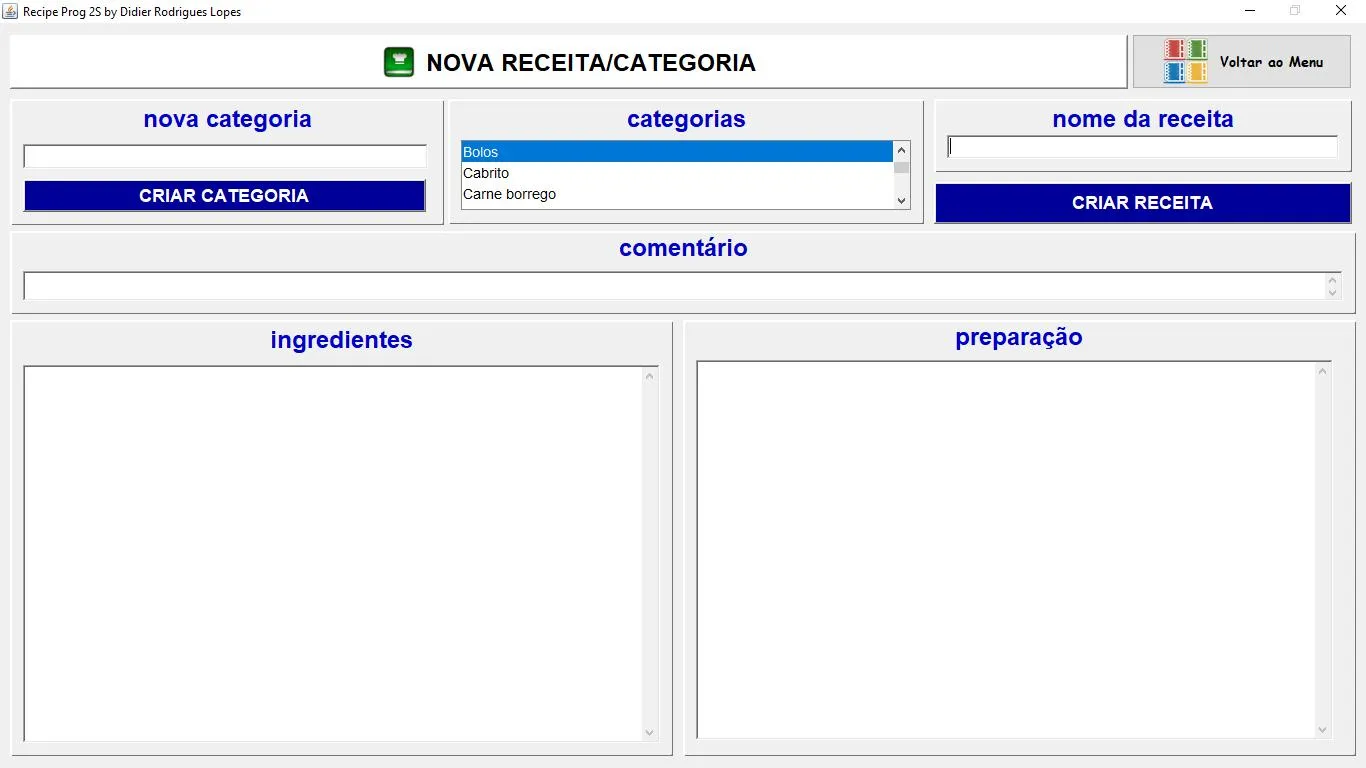 Recipe Prog 2S by Didier Rodrigues Lopes
NOVA RECEITA/CATEGORIA
Voltar ao Menu
nova categoria
CRIAR CATEGORIA
categorias
Bolos
Cabrito
Carne borrego
nome da receita
CRIAR RECEITA
comentário
ingredientes
preparação